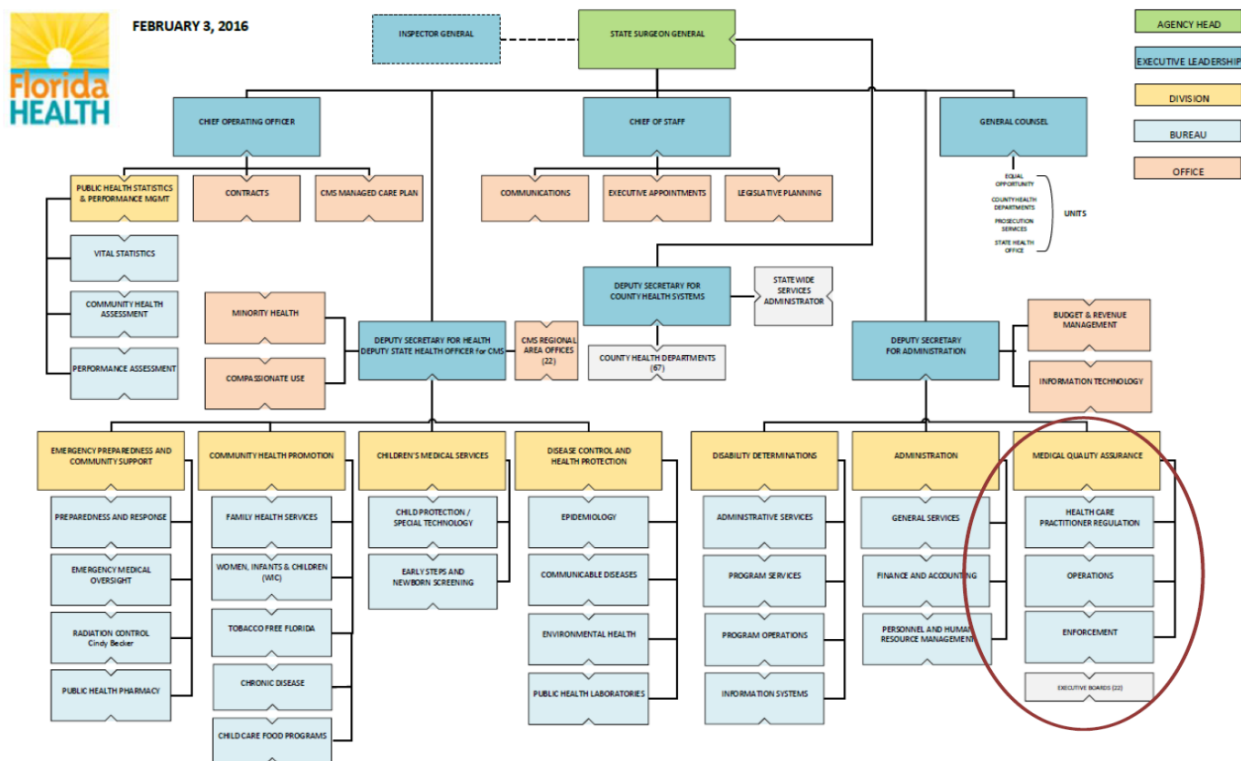 Florida
HEALTH
FEBRUARY 3, 2016
INSPECTOR GENERAL
STATE SURGEON GENERAL
AGENCY HEAD
EXECUTIVE LEADERSHIP
DIVISION
BUREAU
OFFICE
CHIEF OPERATING OFFICER
CHIEF OF STAFF
GENERAL COUNSEL
PUBLIC HEALTH STATISTICS
& PERFORMANCE MGMT
CONTRACTS
CMS MANAGED CARE PLAN
COMMUNICATIONS
EXECUTIVE APPOINTMENTS
LEGISLATIVE PLANNING
EQUAL
OPPORTUNITY
COUNTY HEALTH
DEPARTMENTS
PROSECUTION
SERVICES
STATE HEALTH
OFFICE
UNITS
VITAL STATISTICS
COMMUNITY HEALTH
ASSESSMENT
PERFORMANCE ASSESSMENT
MINORITY HEALTH
COMPASSIONATE USE
DEPUTY SECRETARY FOR HEALTH
DEPUTY STATE HEALTH OFFICER for CMS
CMS REGIONAL
AREA OFFICES
(22)
DEPUTY SECRETARY FOR
COUNTY HEALTH SYSTEMS
STATEWIDE
SERVICES
ADMINISTRATOR
COUNTY HEALTH DEPARTMENTS
(67)
DEPUTY SECRETARY
FOR ADMINISTRATION
BUDGET & REVENUE
MANAGEMENT
INFORMATION TECHNOLOGY
EMERGENCY PREPAREDNESS AND
COMMUNITY SUPPORT
PREPAREDNESS AND RESPONSE
EMERGENCY MEDICAL
OVERSIGHT
RADIATION CONTROL
Cindy Becker
PUBLIC HEALTH PHARMACY
COMMUNITY HEALTH PROMOTION
FAMILY HEALTH SERVICES
WOMEN, INFANTS & CHILDREN
(WIC)
TOBACCO FREE FLORIDA
CHRONIC DISEASE
CHILD CARE FOOD PROGRAMS
CHILDREN'S MEDICAL SERVICES
CHILD PROTECTION /
SPECIAL TECHNOLOGY
EARLY STEPS AND
NEWBORN SCREENING
DISEASE CONTROL AND
HEALTH PROTECTION
EPIDEMIOLOGY
COMMUNICABLE DISEASES
ENVIRONMENTAL HEALTH
PUBLIC HEALTH LABORATORIES
DISABILITY DETERMINATIONS
ADMINISTRATIVE SERVICES
PROGRAM SERVICES
PROGRAM OPERATIONS
INFORMATION SYSTEMS
ADMINISTRATION
GENERAL SERVICES
FINANCE AND ACCOUNTING
PERSONNEL AND HUMAN
RESOURCE MANAGEMENT
MEDICAL QUALITY ASSURANCE
HEALTH CARE
PRACTITIONER REGULATION
OPERATIONS
ENFORCEMENT
EXECUTIVE BOARDS (22)